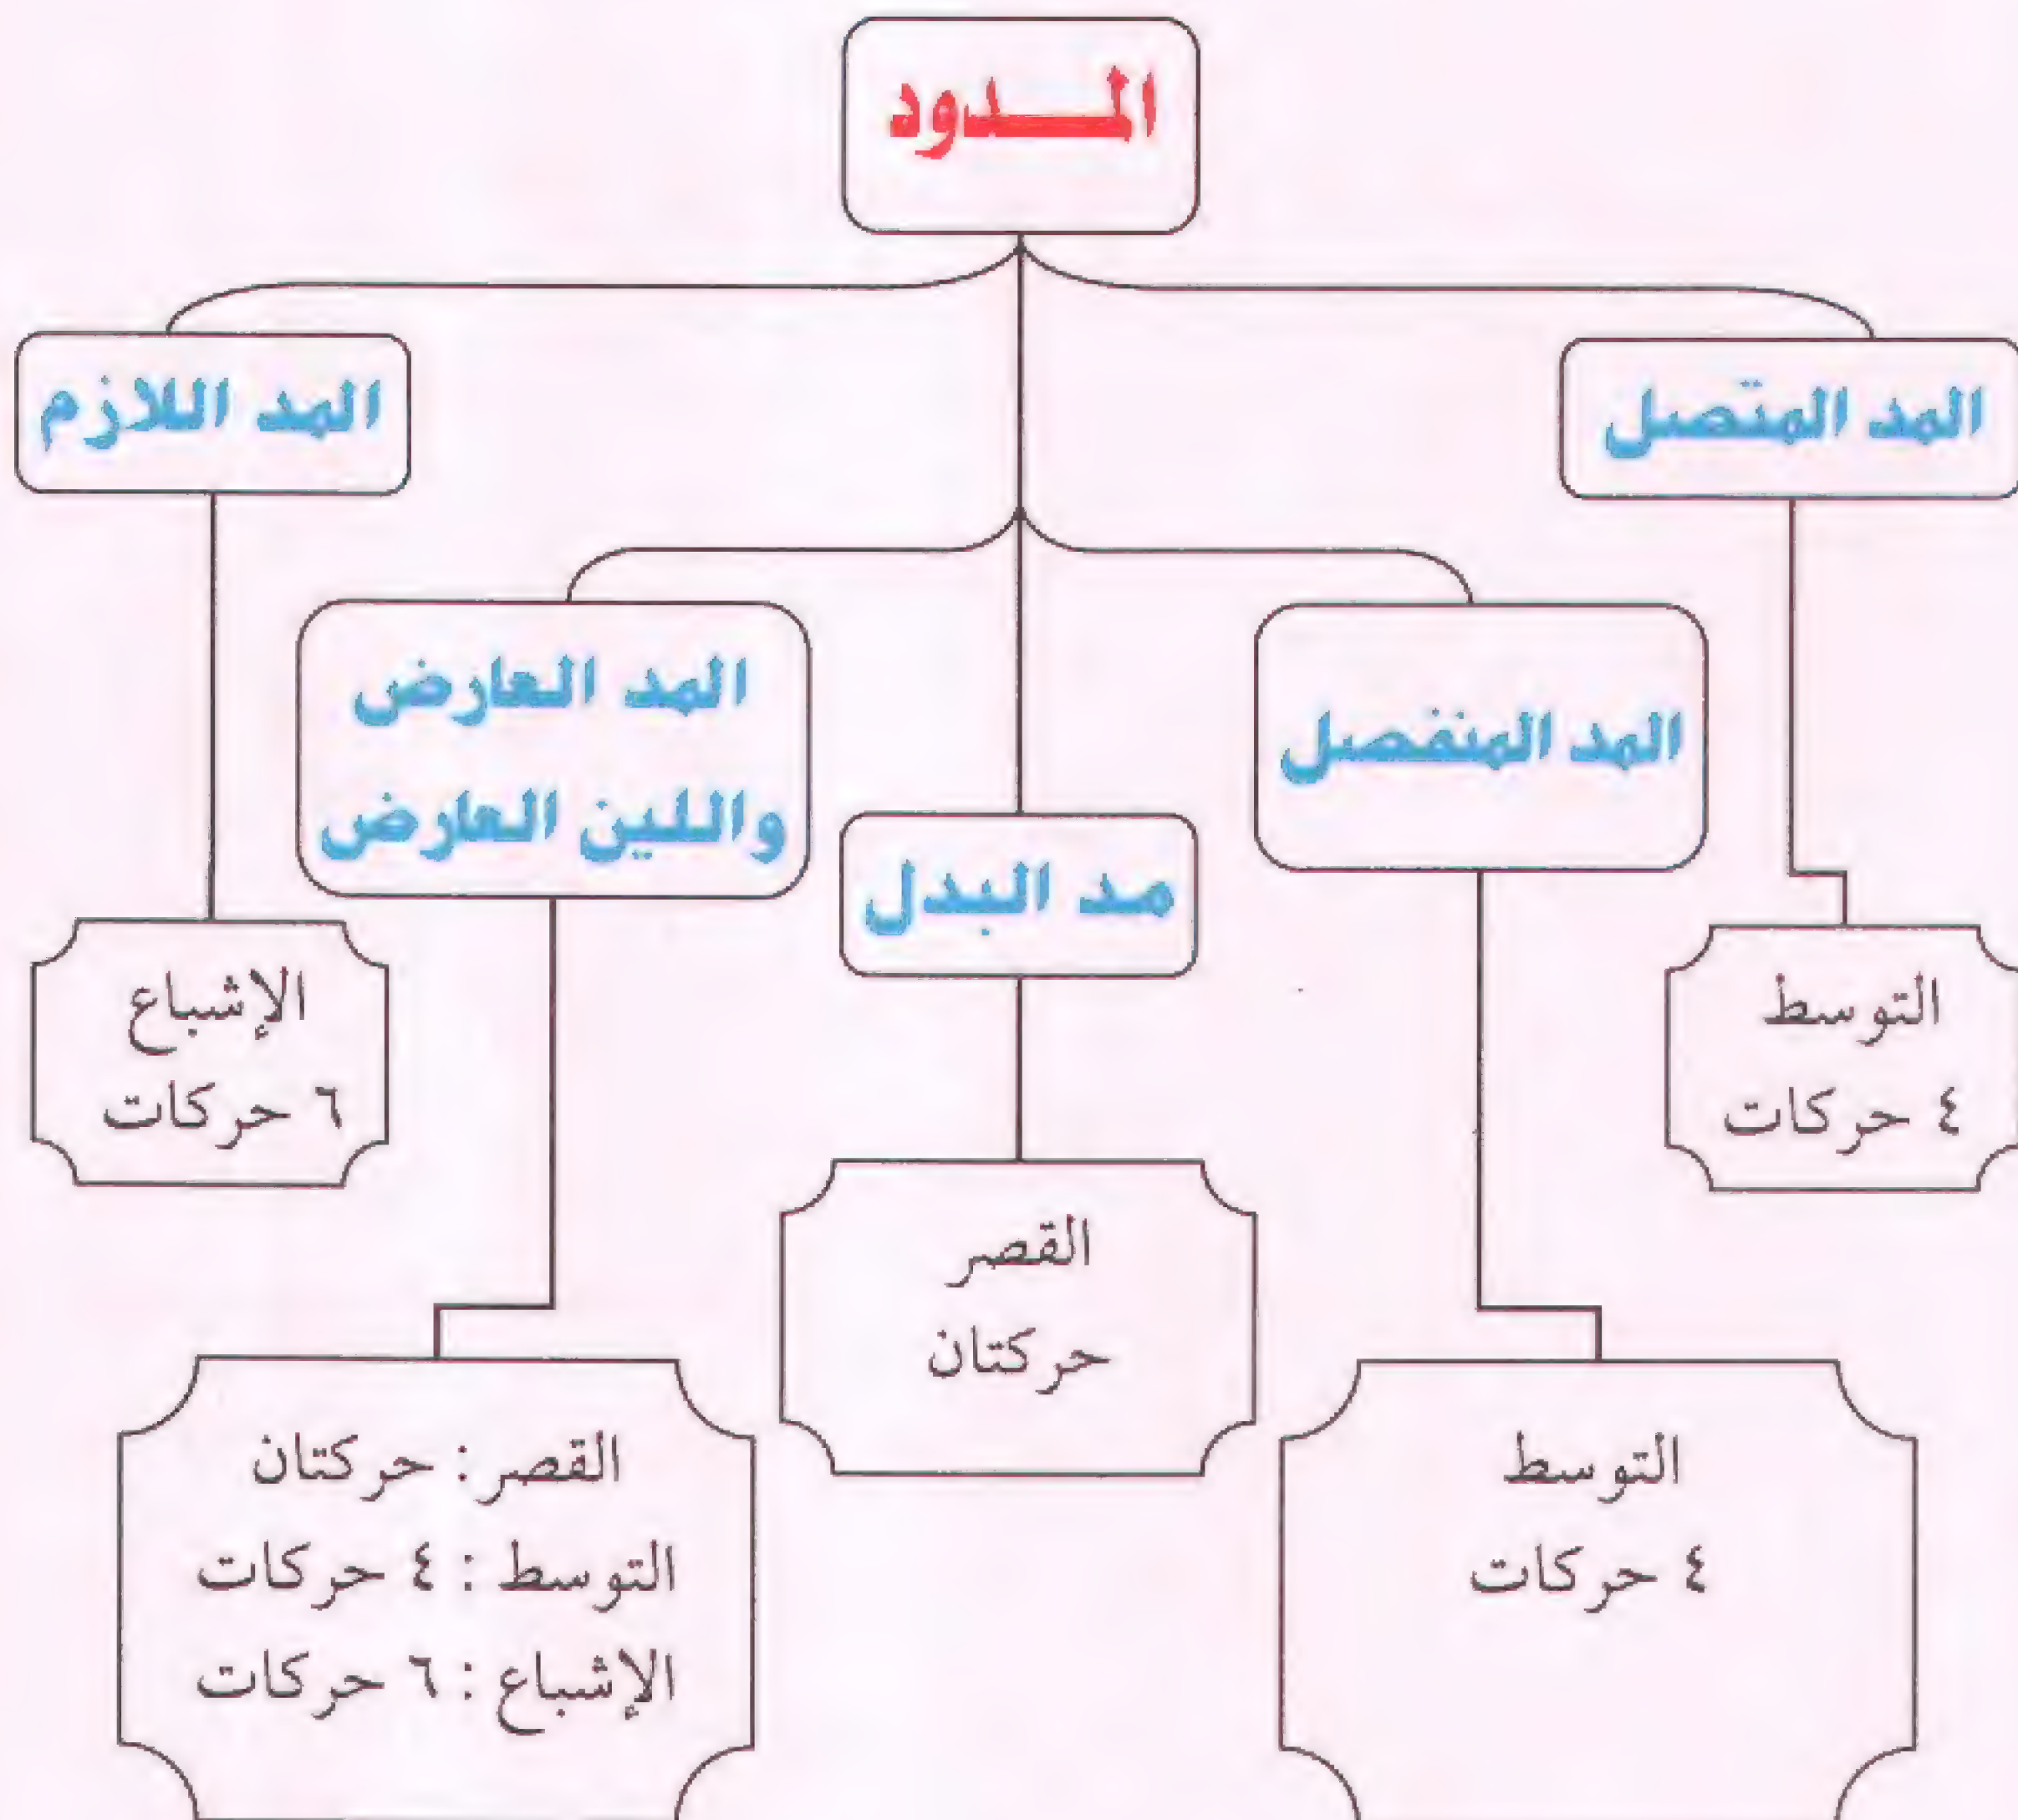 المدود
المد المتصل
المد اللازم
المد المنفصل
المد العارض
واللين العارض
مد البدل
التوسط
٤ حركات
الإشباع
٦ حركات
القصر
حركتان
التوسط
٤ حركات
القصر: حركتان
التوسط: ٤ حركات
الإشباع: ٦ حركات